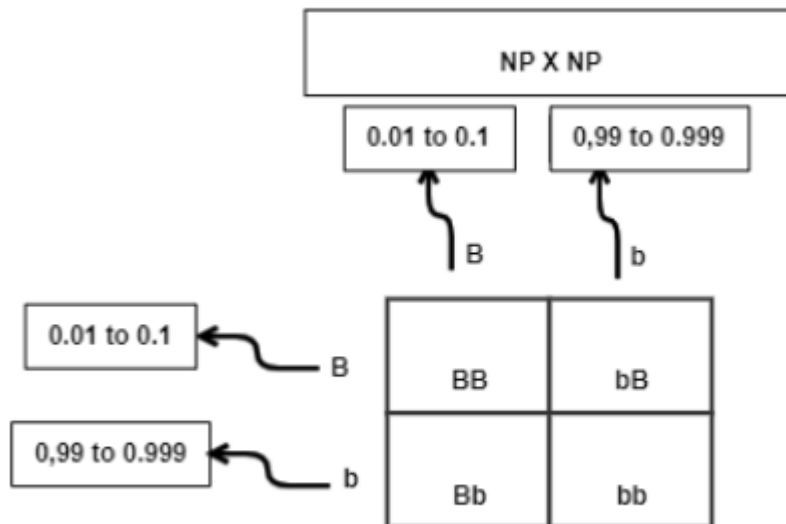 NP X NP
0.01 to 0.1 0,99 to 0.999
B b
0.01 to 0.1
B
BB bB
0,99 to 0.999
b
Bb bb